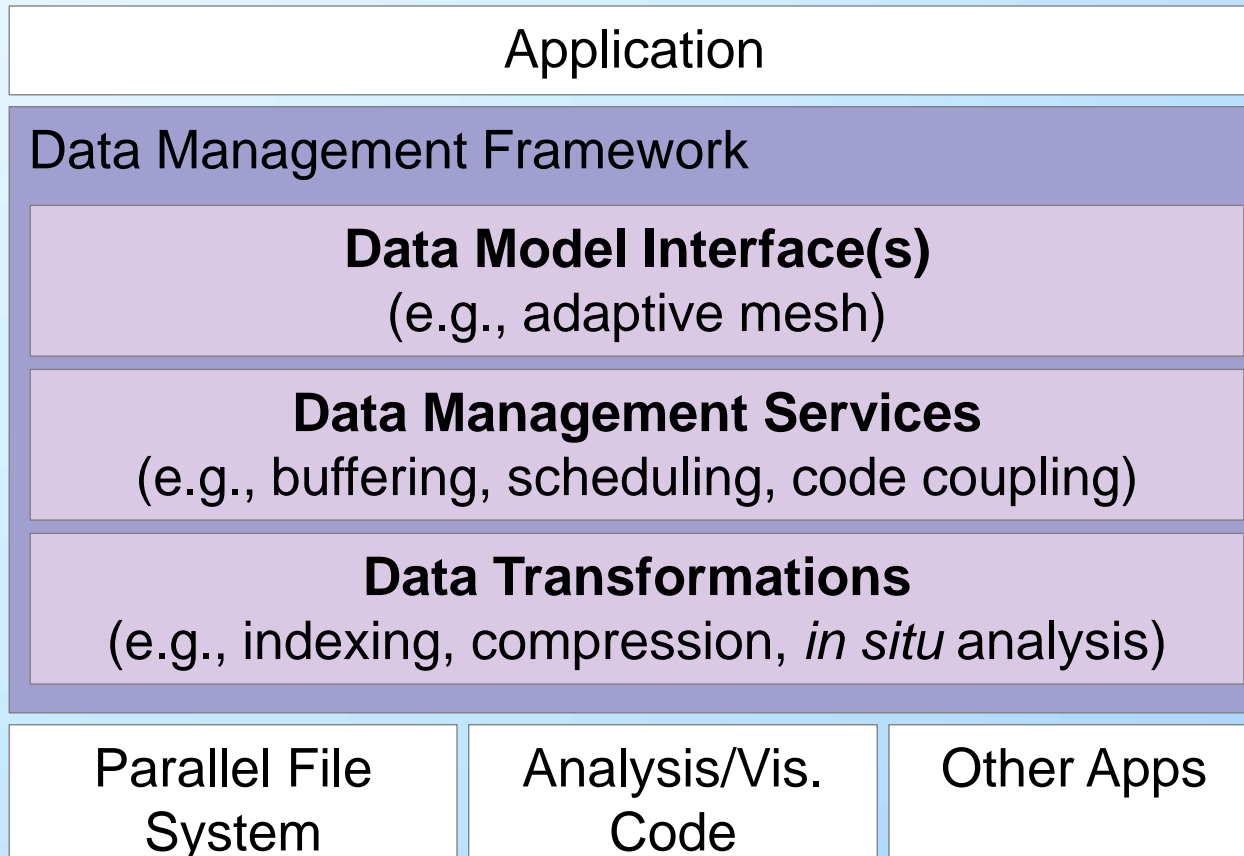 Application
Data Management Framework
Data Model Interface(s)
(e.g., adaptive mesh)
Data Management Services
(e.g., buffering, scheduling, code coupling)
Data Transformations
(e.g., indexing, compression, in situ analysis)
Parallel File
System
Analysis/Vis.
Code
Other Apps